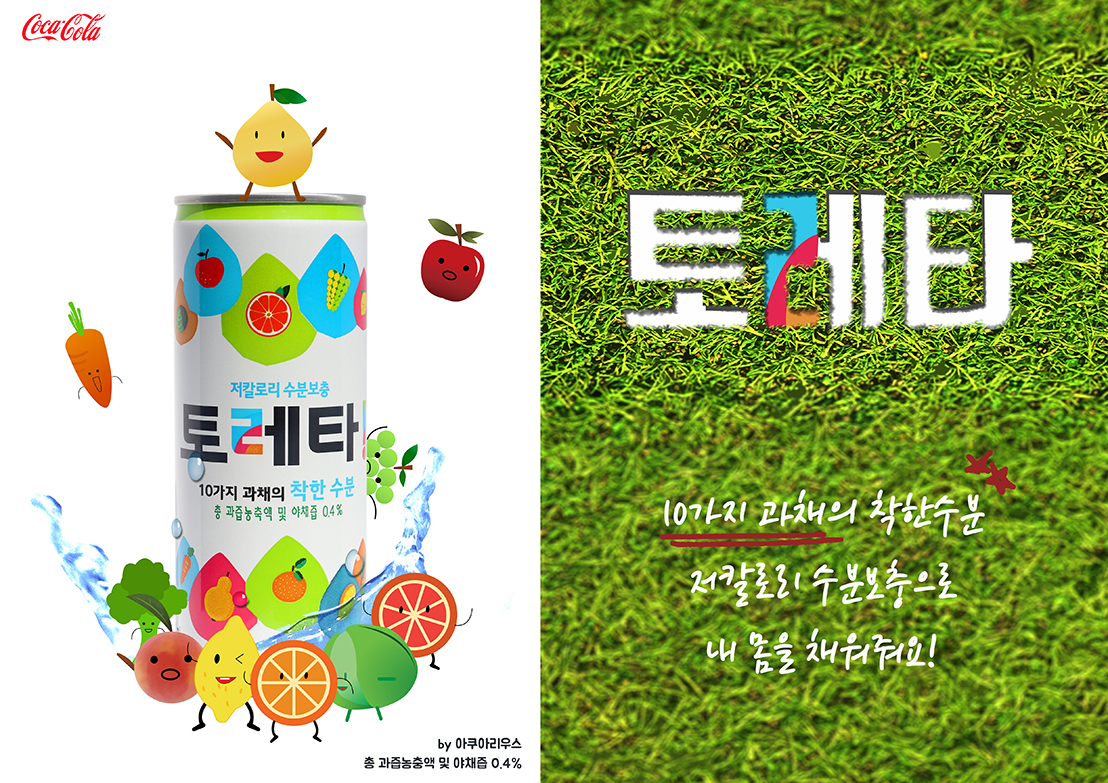 Coca-Cola
저칼로리 수분보충
토레타!
10가지 과채의 착한 수분
총 과즙농축액 및 야채즙 0.4%
by 아쿠아리우스
총 과즙농충액 및 야채즙 0.4%
토레타
10가지 과채의 착한수분
저칼로리 수분보충으로
내 몸을 채워줘요!